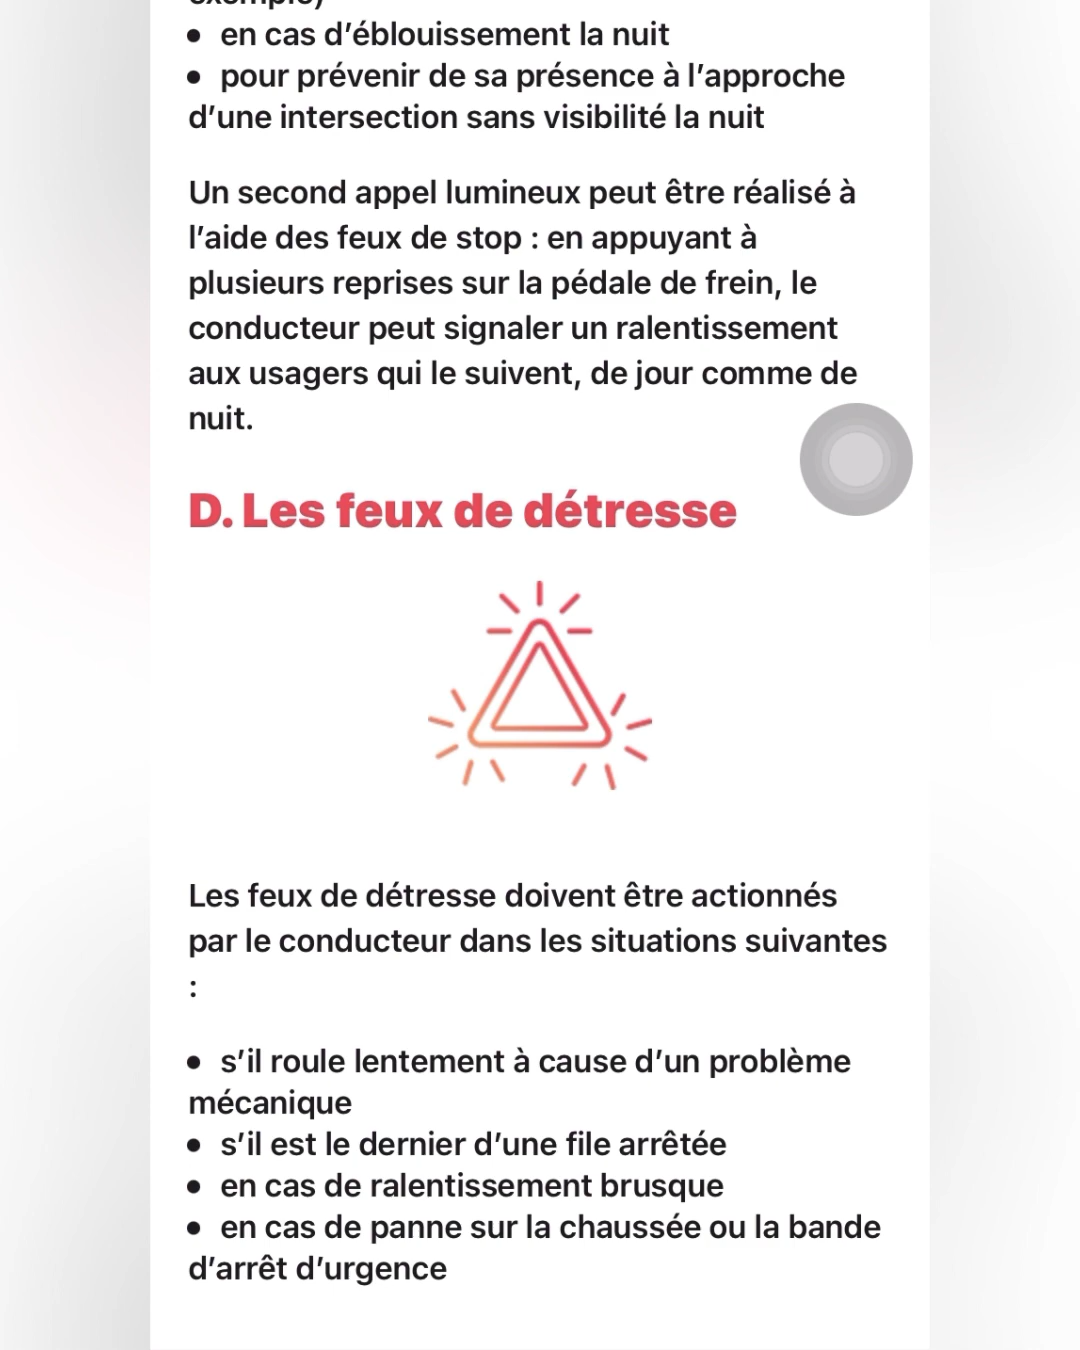 exemple)
• en cas d’éblouissement la nuit
• pour prévenir de sa présence à l’approche
d’une intersection sans visibilité la nuit
Un second appel lumineux peut être réalisé à
l’aide des feux de stop : en appuyant à
plusieurs reprises sur la pédale de frein, le
conducteur peut signaler un ralentissement
aux usagers qui le suivent, de jour comme de
nuit.
D. Les feux de détresse
Les feux de détresse doivent être actionnés
par le conducteur dans les situations suivantes
:
• s’il roule lentement à cause d’un problème
mécanique
• s’il est le dernier d’une file arrêtée
• en cas de ralentissement brusque
• en cas de panne sur la chaussée ou la bande
d’arrêt d’urgence